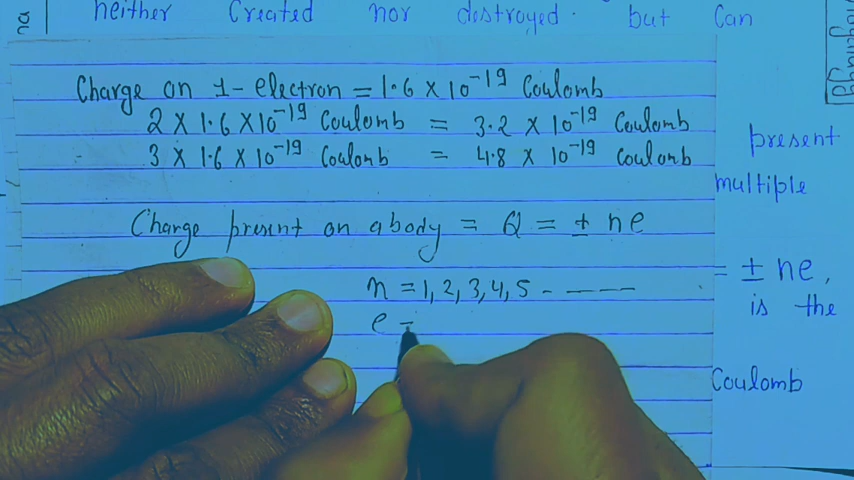 neither Created nor destroyed. but Can
Charge on 1-electron = 1.6 X 10⁻¹⁹ Coulomb
2 X 1.6 X 10⁻¹⁹ Coulomb = 3.2 X 10⁻¹⁹ Coulomb
3 X 1.6 X 10⁻¹⁹ Coulomb = 4.8 X 10⁻¹⁹ Coulomb
present
multiple
Charge present on a body = Q = ± ne
= ± ne,
n = 1, 2, 3, 4, 5 - ———
is the
e =
Coulomb